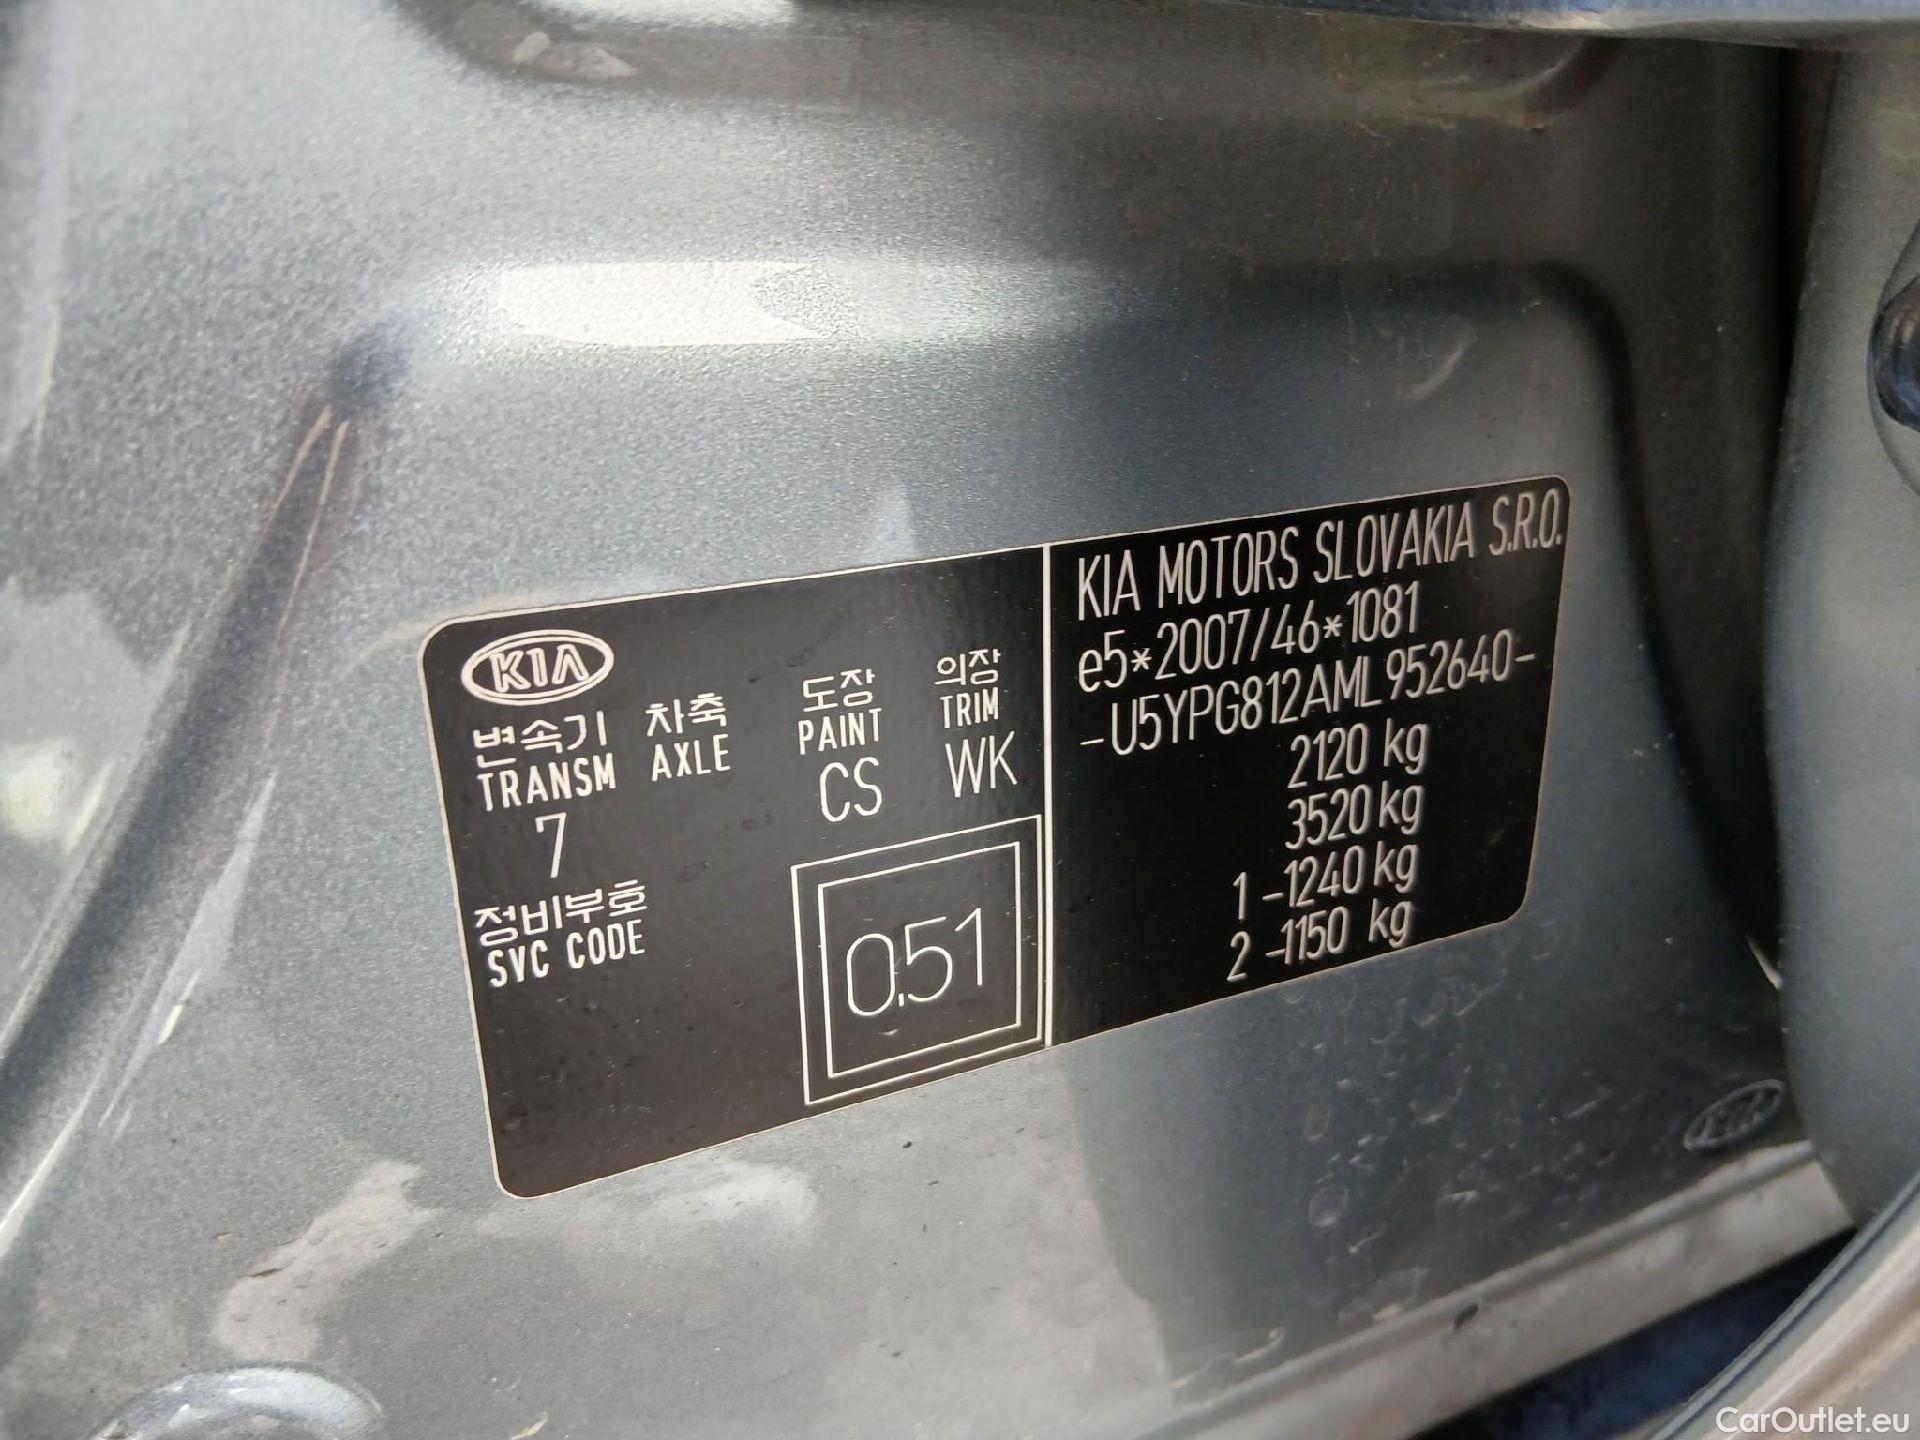 KIA
변속기 차축 도장 의장
TRANSM AXLE PAINT TRIM
7 CS WK
정비부호
SVC CODE
0.51
KIA MOTORS SLOVAKIA S.R.O.
e5*2007/46*1081
-U5YPG812AML952640-
2120 kg
3520 kg
1 -1240 kg
2 -1150 kg
KIA
CarOutlet.eu